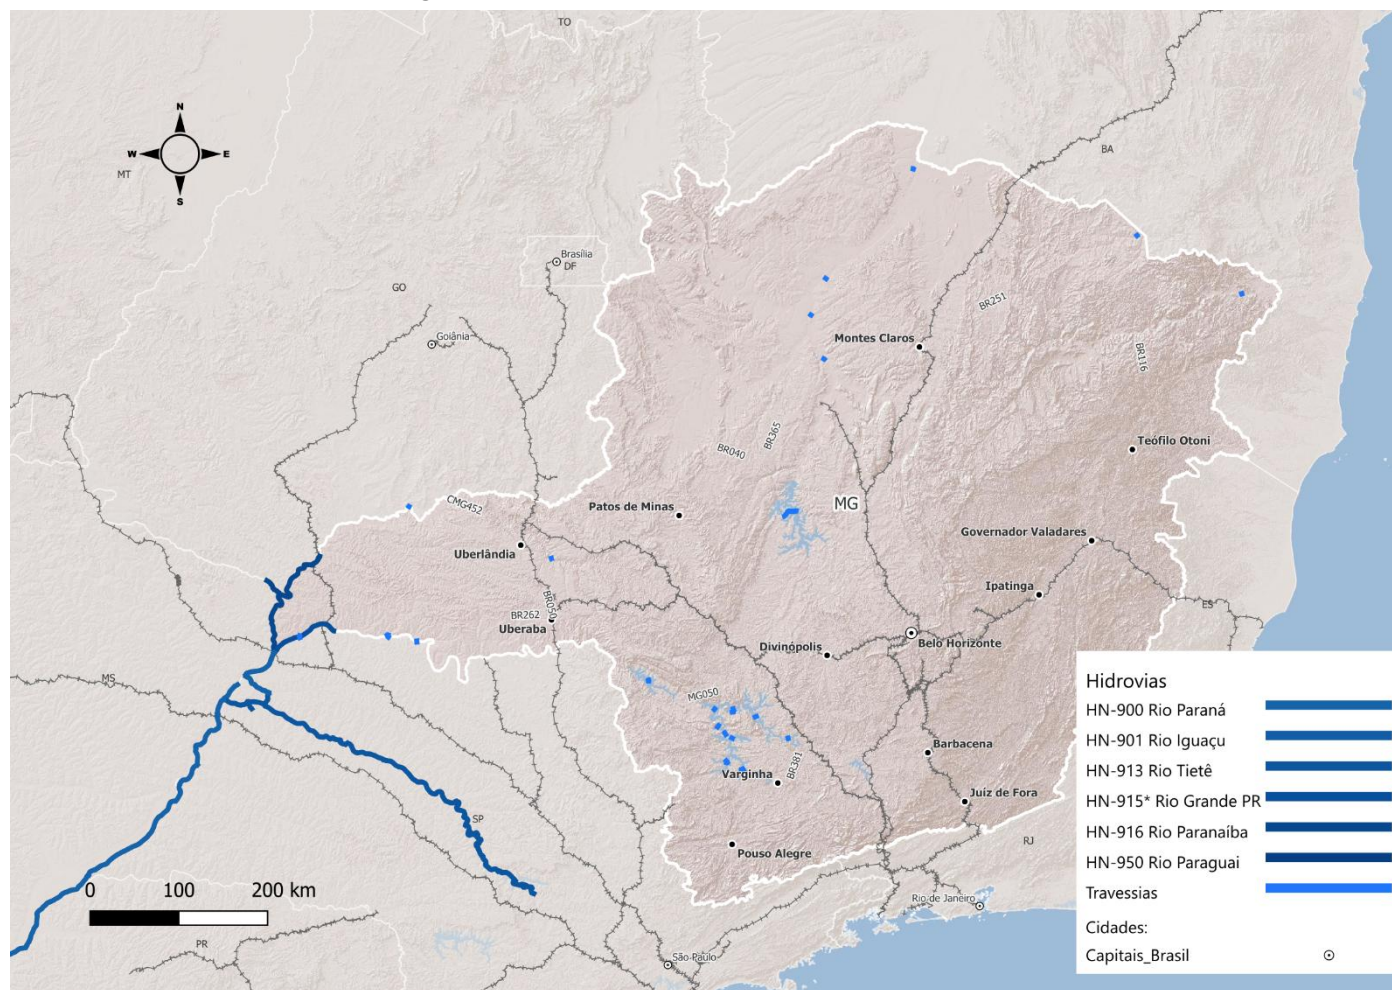 TO
N
W E
S
MT
BA
Brasília
DF
GO
BR251
Goiânia
Montes Claros
BR116
BR365
BR040
Teófilo Otoni
MG
CMG452
Patos de Minas
Governador Valadares
Uberlândia
Ipatinga
BR050
BR262
ES
Uberaba
Belo Horizonte
Divinópolis
MS
MG050
BR381
Barbacena
Varginha
Juíz de Fora
SP
RJ
Pouso Alegre
0 100 200 km
Rio de Janeiro
PR
São Paulo
Hidrovias
HN-900 Rio Paraná
HN-901 Rio Iguaçu
HN-913 Rio Tietê
HN-915* Rio Grande PR
HN-916 Rio Paranaíba
HN-950 Rio Paraguai
Travessias
Cidades:
Capitais_Brasil